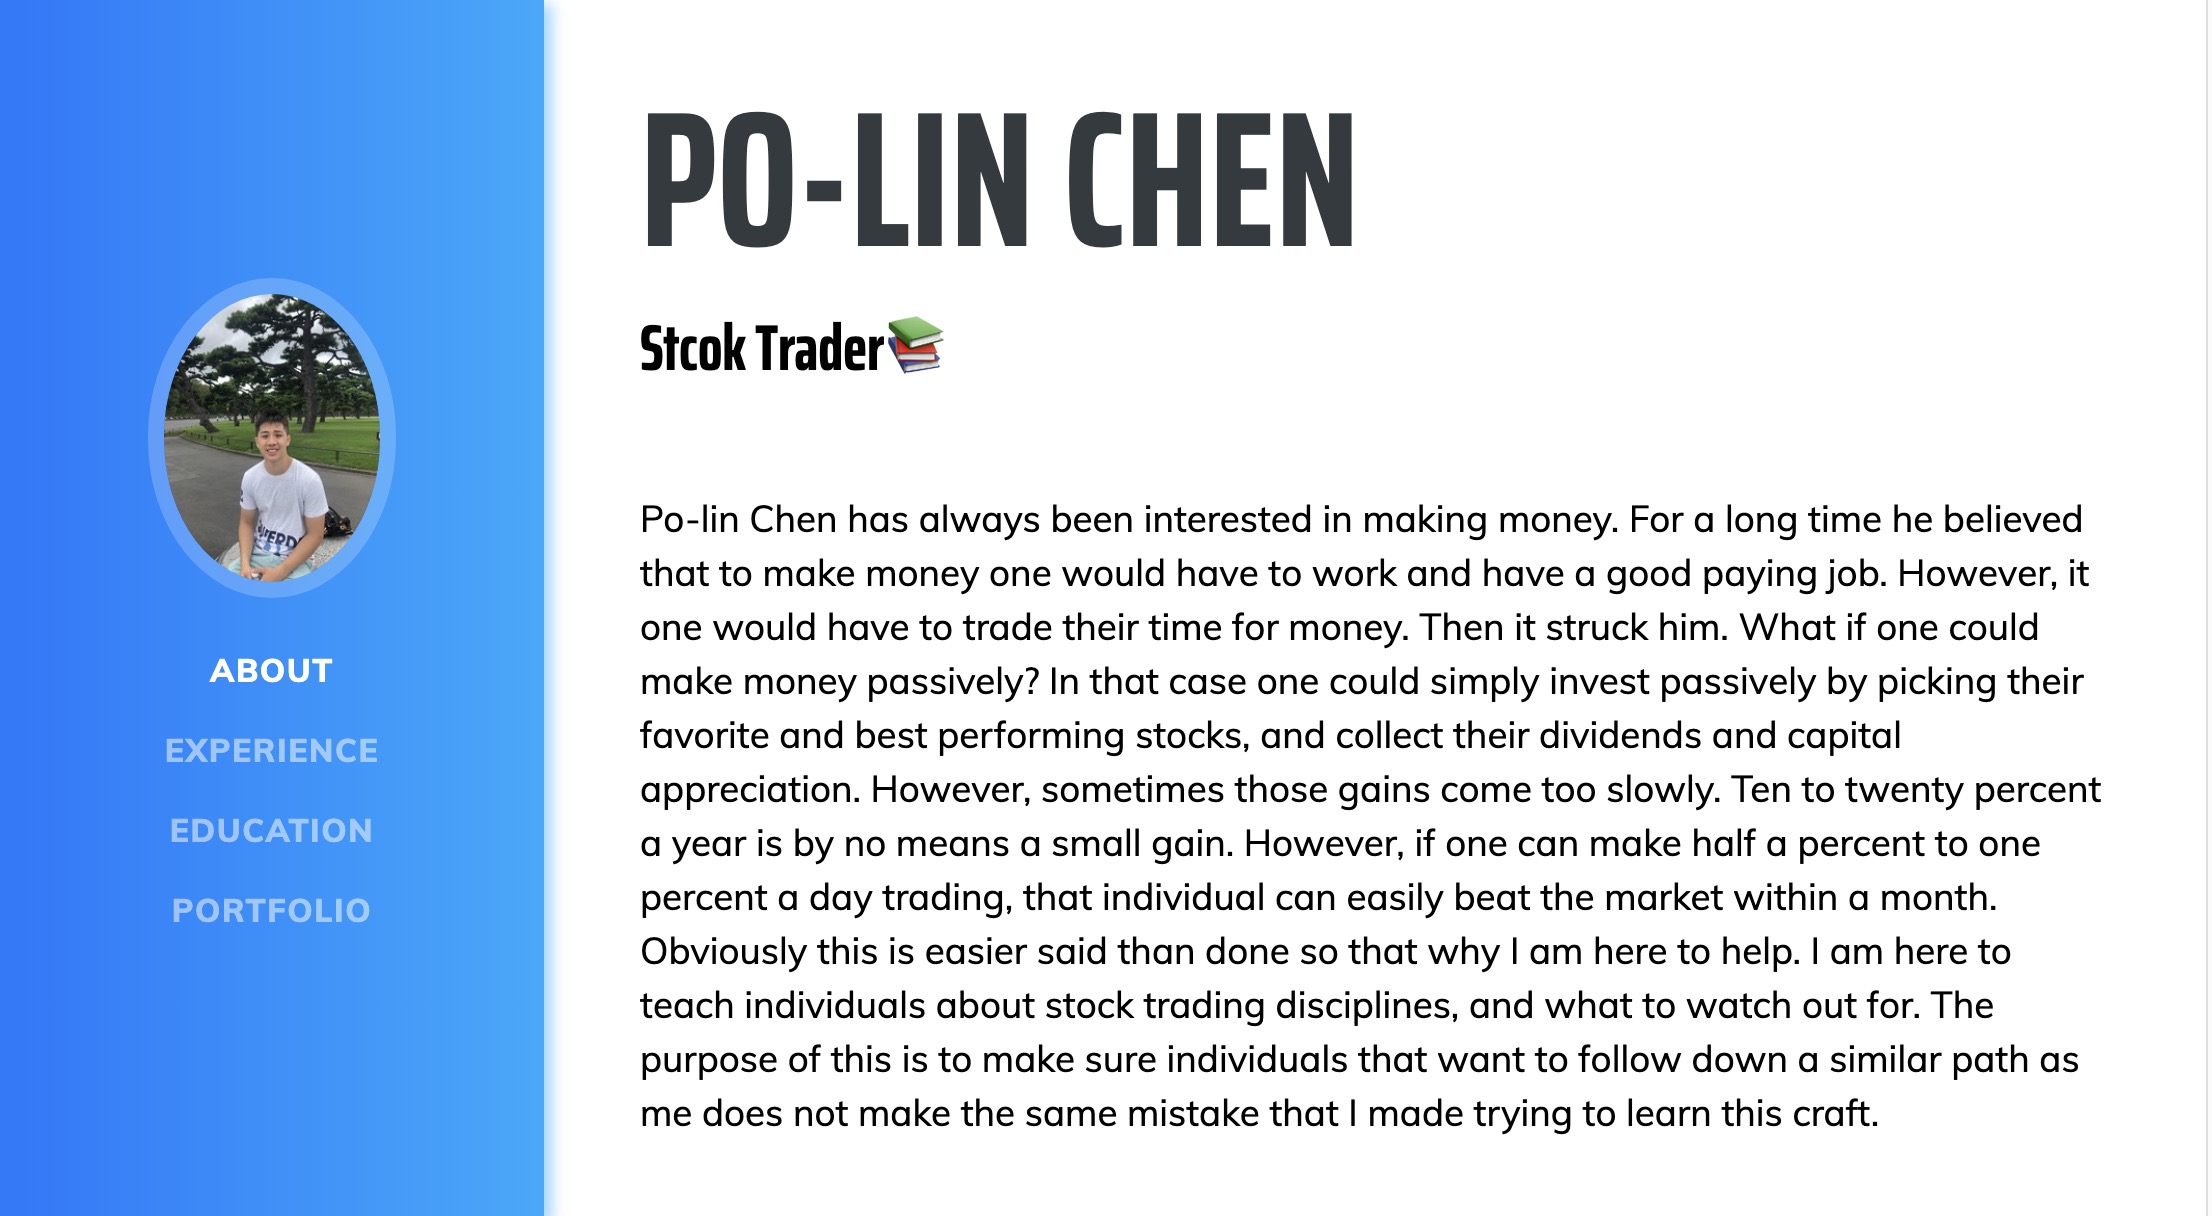 PO-LIN CHEN
Stcok Trader📚
ABOUT
EXPERIENCE
EDUCATION
PORTFOLIO
Po-lin Chen has always been interested in making money. For a long time he believed
that to make money one would have to work and have a good paying job. However, it
one would have to trade their time for money. Then it struck him. What if one could
make money passively? In that case one could simply invest passively by picking their
favorite and best performing stocks, and collect their dividends and capital
appreciation. However, sometimes those gains come too slowly. Ten to twenty percent
a year is by no means a small gain. However, if one can make half a percent to one
percent a day trading, that individual can easily beat the market within a month.
Obviously this is easier said than done so that why I am here to help. I am here to
teach individuals about stock trading disciplines, and what to watch out for. The
purpose of this is to make sure individuals that want to follow down a similar path as
me does not make the same mistake that I made trying to learn this craft.